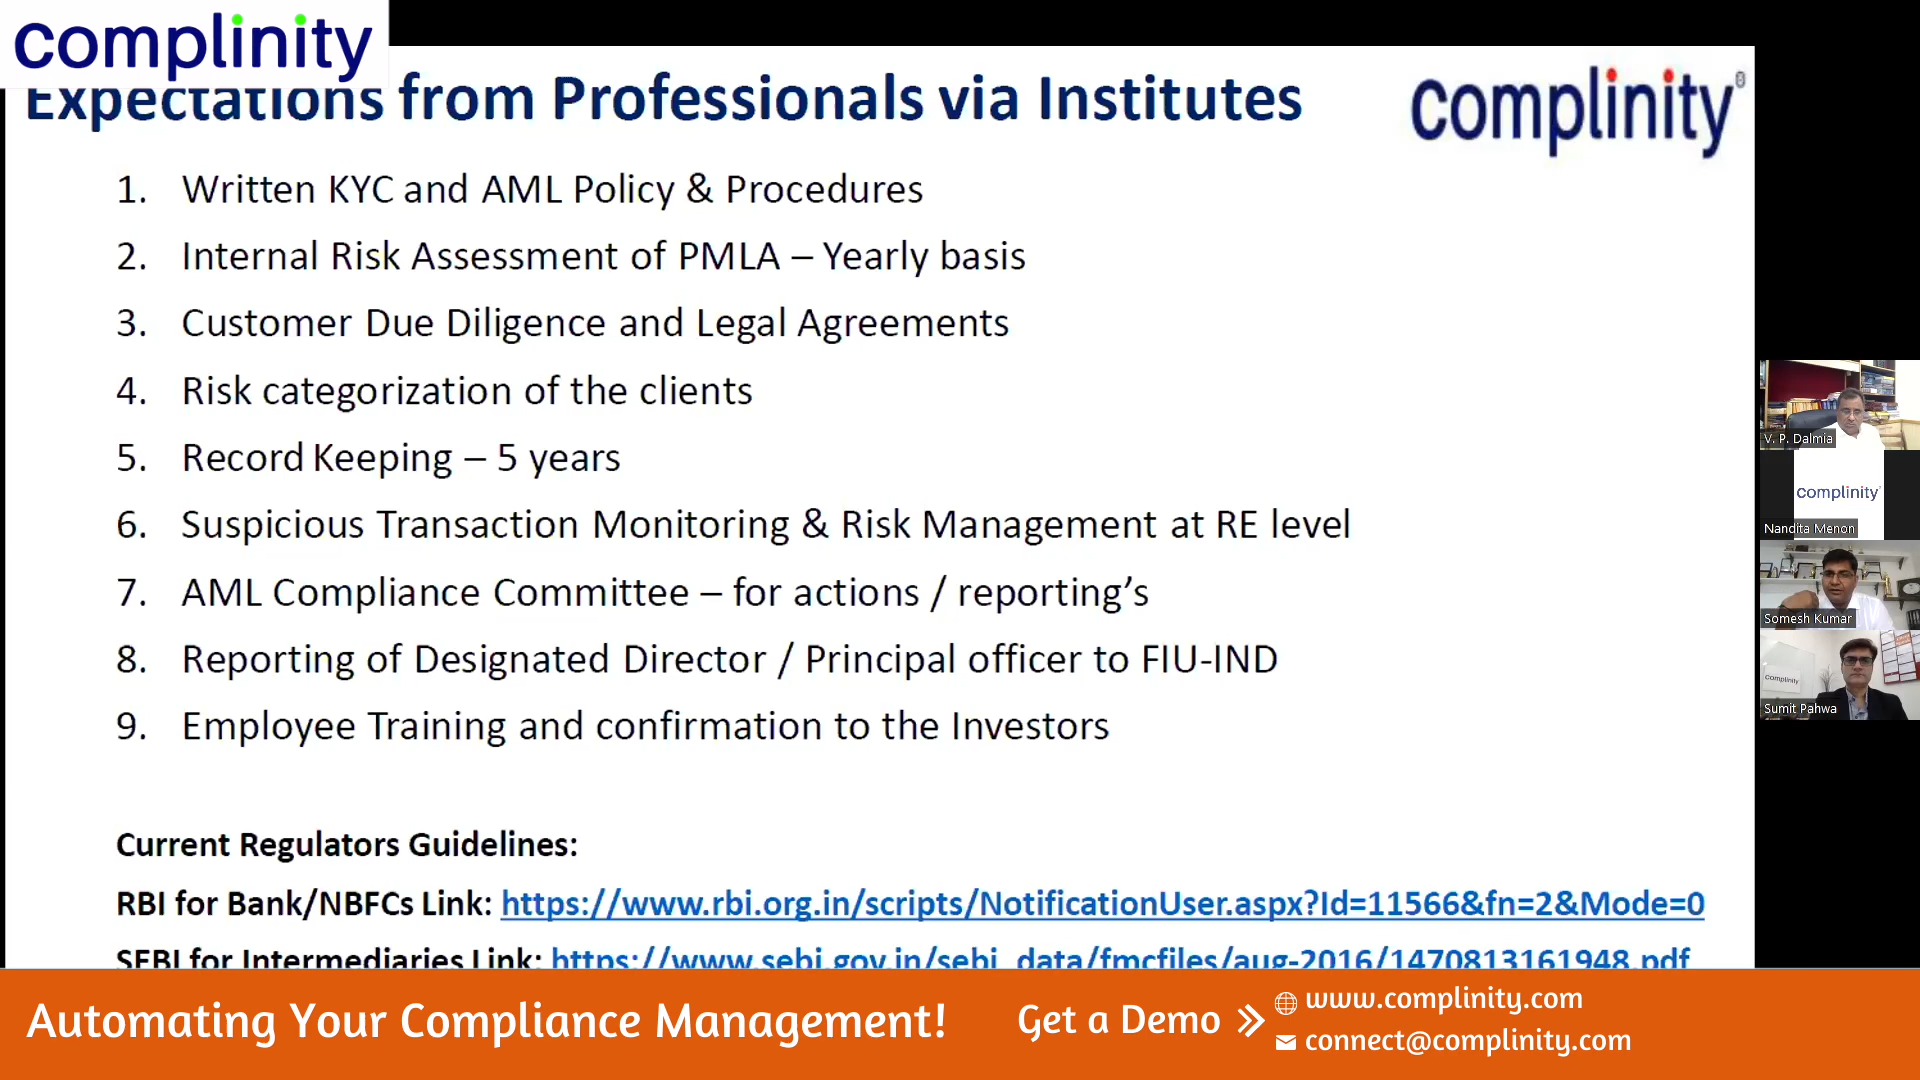 complinity
Expectations from Professionals via Institutes
complinity
1. Written KYC and AML Policy & Procedures
2. Internal Risk Assessment of PMLA – Yearly basis
3. Customer Due Diligence and Legal Agreements
4. Risk categorization of the clients
5. Record Keeping – 5 years
6. Suspicious Transaction Monitoring & Risk Management at RE level
7. AML Compliance Committee – for actions / reporting’s
8. Reporting of Designated Director / Principal officer to FIU-IND
9. Employee Training and confirmation to the Investors
Current Regulators Guidelines:
RBI for Bank/NBFCs Link: https://www.rbi.org.in/scripts/NotificationUser.aspx?Id=11566&fn=2&Mode=0
SEBI for Intermediaries Link: https://www.sebi.gov.in/sebi_data/fmcfiles/aug-2016/1470813161948.pdf
V. P. Dalmia
complinity
Nandita Menon
Somesh Kumar
complinity
Sumit Pahwa
Automating Your Compliance Management!
Get a Demo
www.complinity.com
connect@complinity.com